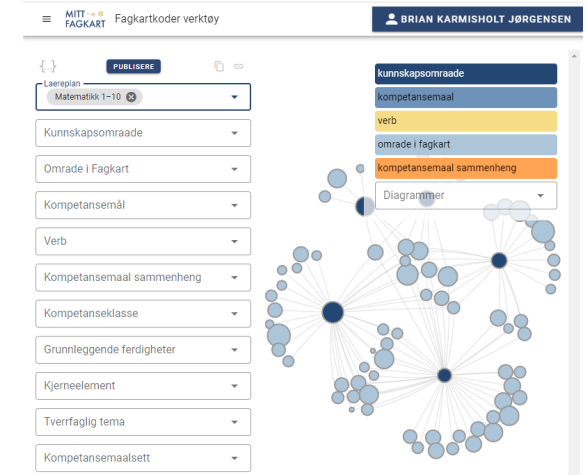 MITT
FAGKART
Fagkartkoder verktøy
BRIAN KARMISHOLT JØRGENSEN
{...}
PUBLISERE
Laereplan
Matematikk 1–10
Kunnskapsomraade
Omrade i Fagkart
Kompetansemål
Verb
Kompetansemaal sammenheng
Kompetanseklasse
Grunnleggende ferdigheter
Kjerneelement
Tverrfaglig tema
Kompetansemaalsett
kunnskapsomraade
kompetansemaal
verb
omrade i fagkart
kompetansemaal sammenheng
Diagrammer